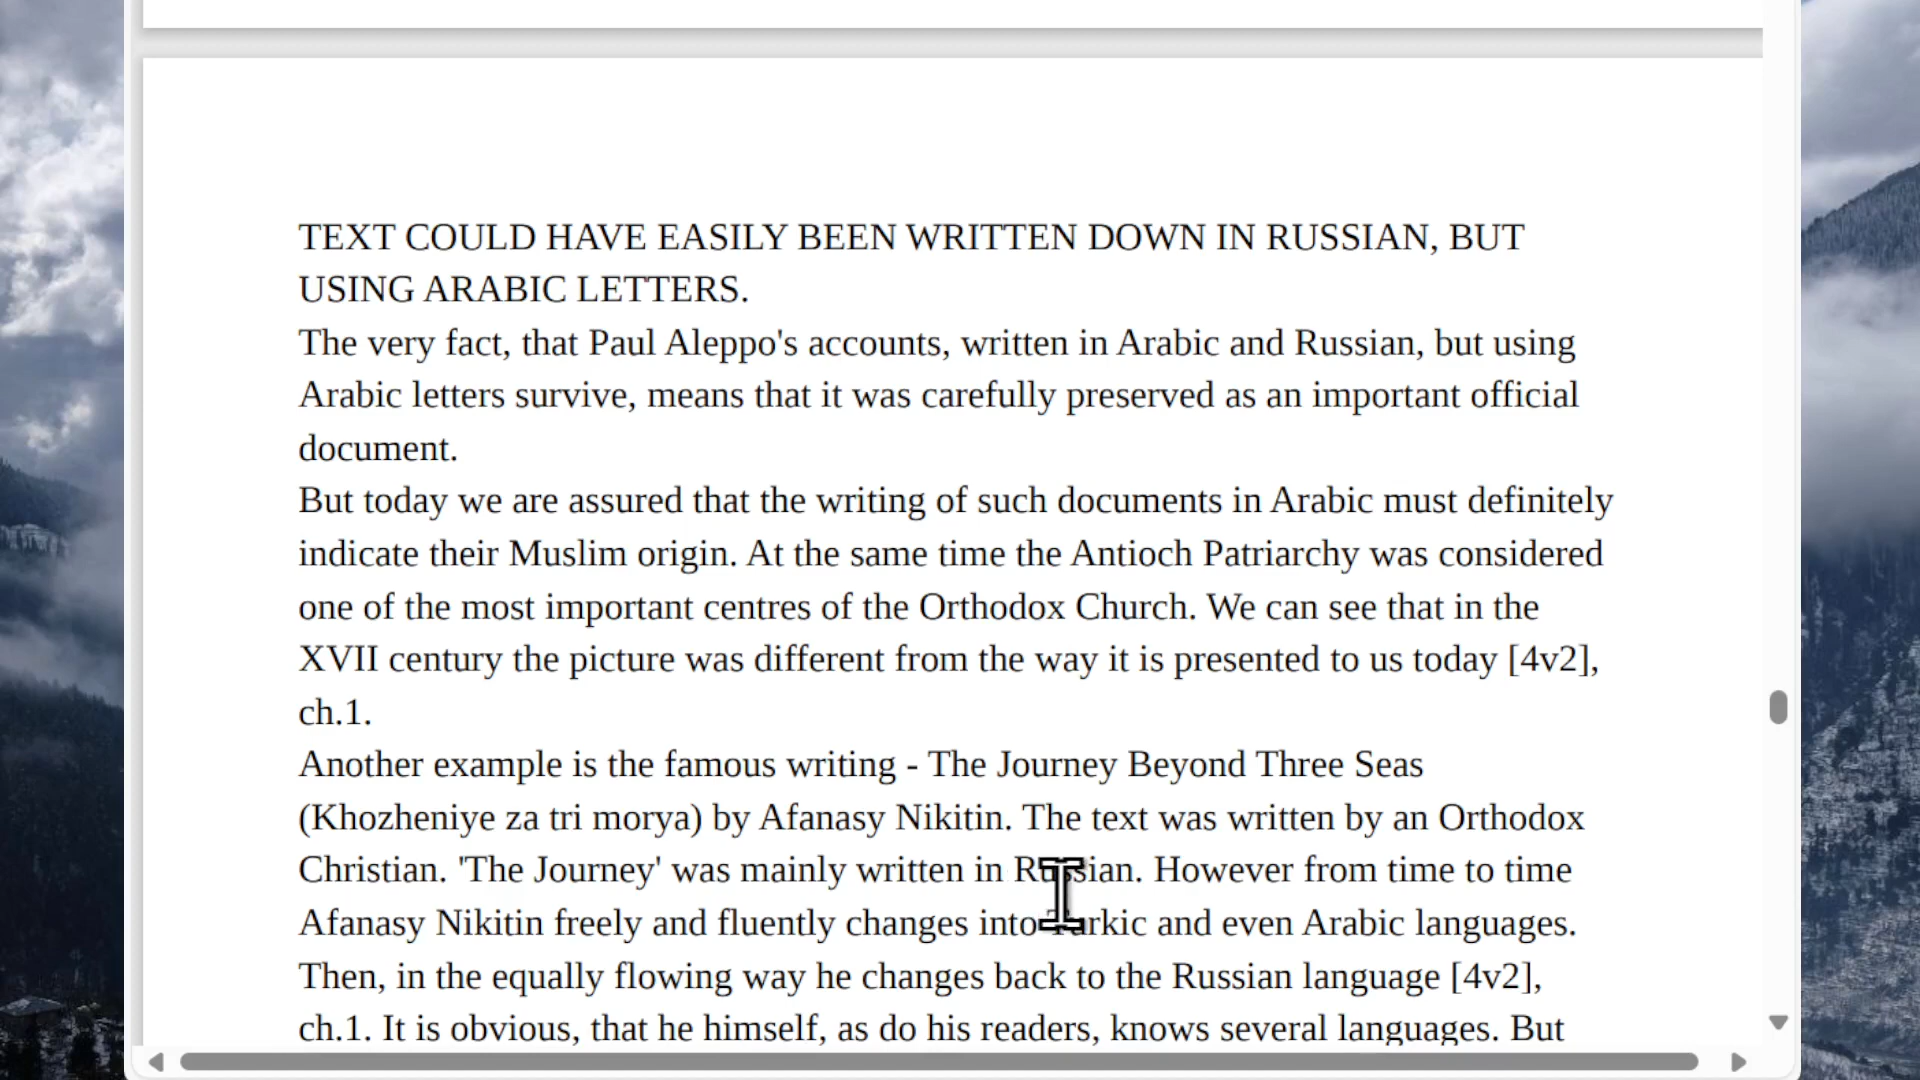 TEXT COULD HAVE EASILY BEEN WRITTEN DOWN IN RUSSIAN, BUT
USING ARABIC LETTERS.
The very fact, that Paul Aleppo's accounts, written in Arabic and Russian, but using
Arabic letters survive, means that it was carefully preserved as an important official
document.
But today we are assured that the writing of such documents in Arabic must definitely
indicate their Muslim origin. At the same time the Antioch Patriarchy was considered
one of the most important centres of the Orthodox Church. We can see that in the
XVII century the picture was different from the way it is presented to us today [4v2],
ch.1.
Another example is the famous writing - The Journey Beyond Three Seas
(Khozheniye za tri morya) by Afanasy Nikitin. The text was written by an Orthodox
Christian. 'The Journey' was mainly written in Russian. However from time to time
Afanasy Nikitin freely and fluently changes into Turkic and even Arabic languages.
Then, in the equally flowing way he changes back to the Russian language [4v2],
ch.1. It is obvious, that he himself, as do his readers, knows several languages. But